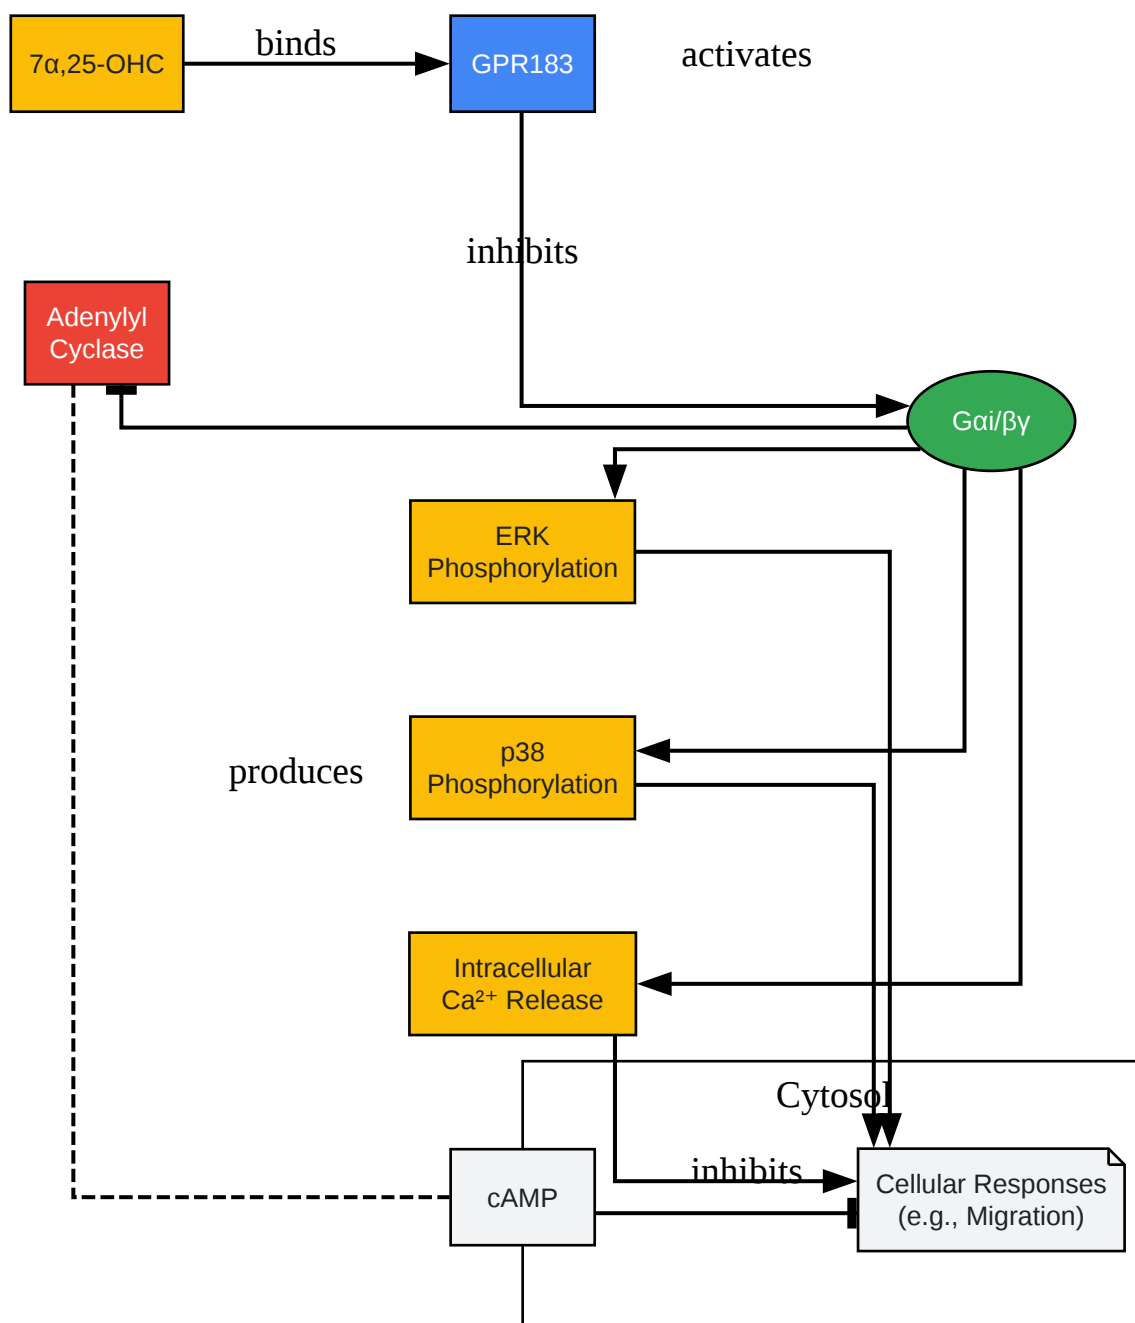 7α,25-OHC
binds
GPR183
activates
inhibits
Adenylyl
Cyclase
Gαi/βγ
ERK
Phosphorylation
p38
Phosphorylation
produces
Intracellular
Ca²⁺ Release
Cytosol
inhibits
cAMP
Cellular Responses
(e.g., Migration)